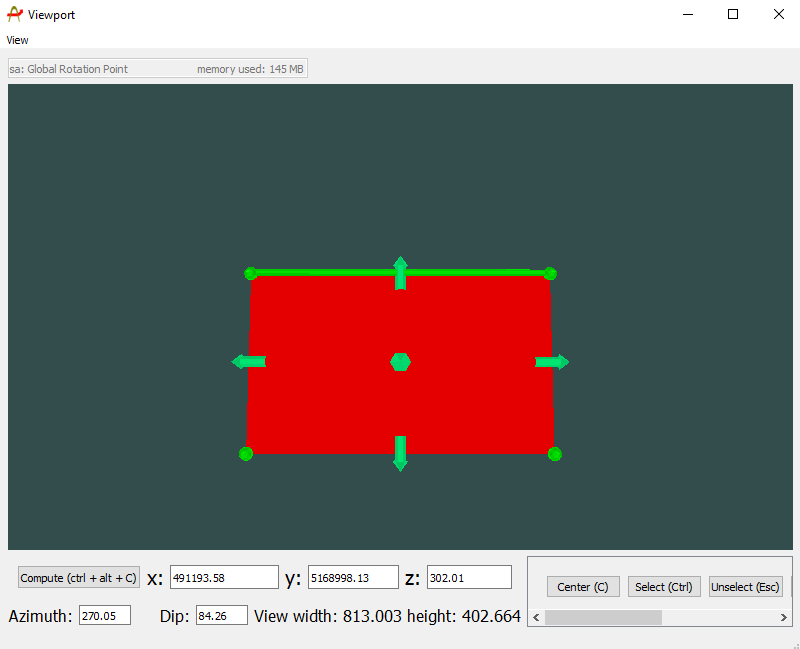 Viewport
View
sa: Global Rotation Point memory used: 145 MB
Compute (ctrl + alt + C) x: 491193.58 y: 5168998.13 z: 302.01 Center (C) Select (Ctrl) Unselect (Esc)
Azimuth: 270.05 Dip: 84.26 View width: 813.003 height: 402.664